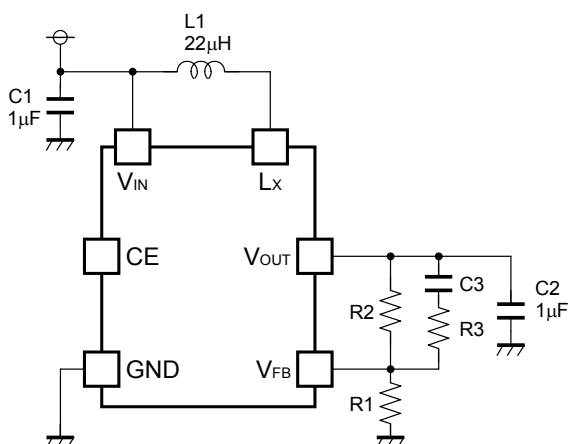 L1
22μH
C1
1μF
VIN
LX
CE
VOUT
GND
VFB
R2
C3
R3
C2
1μF
R1